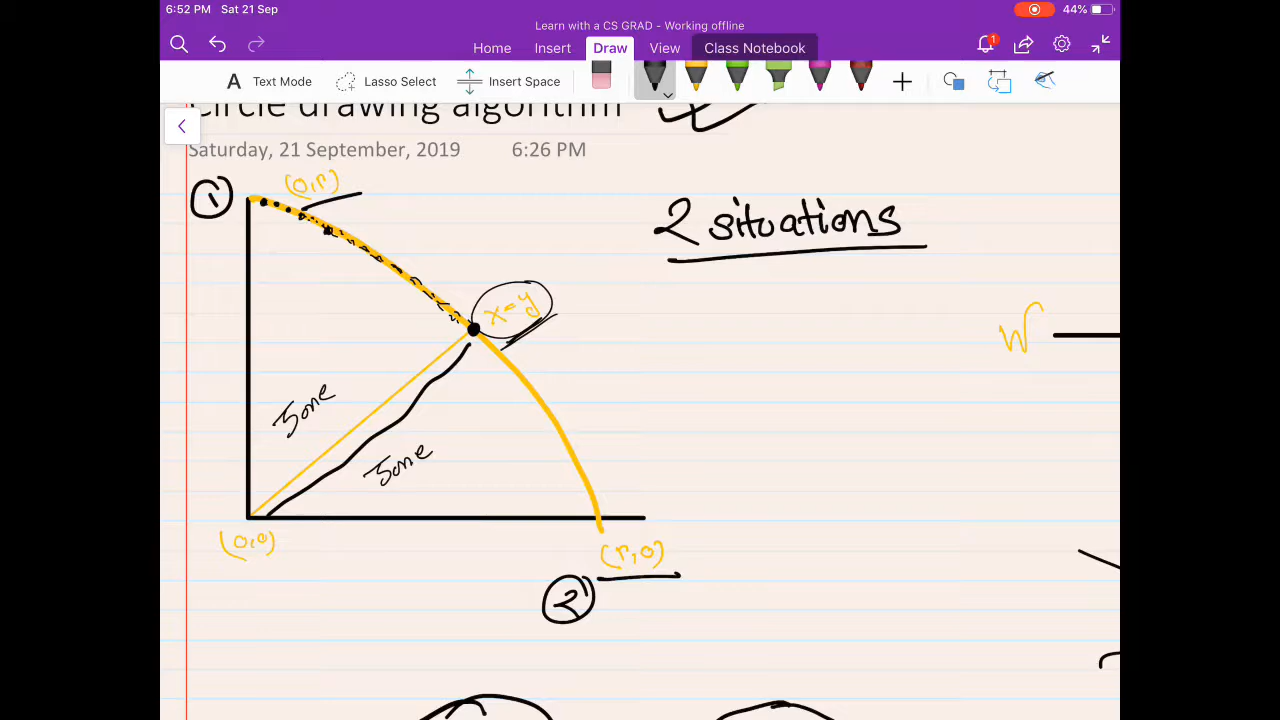 6:52 PM Sat 21 Sep 44%
Learn with a CS GRAD - Working offline
Home Insert Draw View Class Notebook
1
A Text Mode Lasso Select Insert Space
Circle drawing algorithm
Saturday, 21 September, 2019 6:26 PM
1 (0,r)
2 situations
x=y
W
Zone
Zone
(0,0)
(r,0)
2